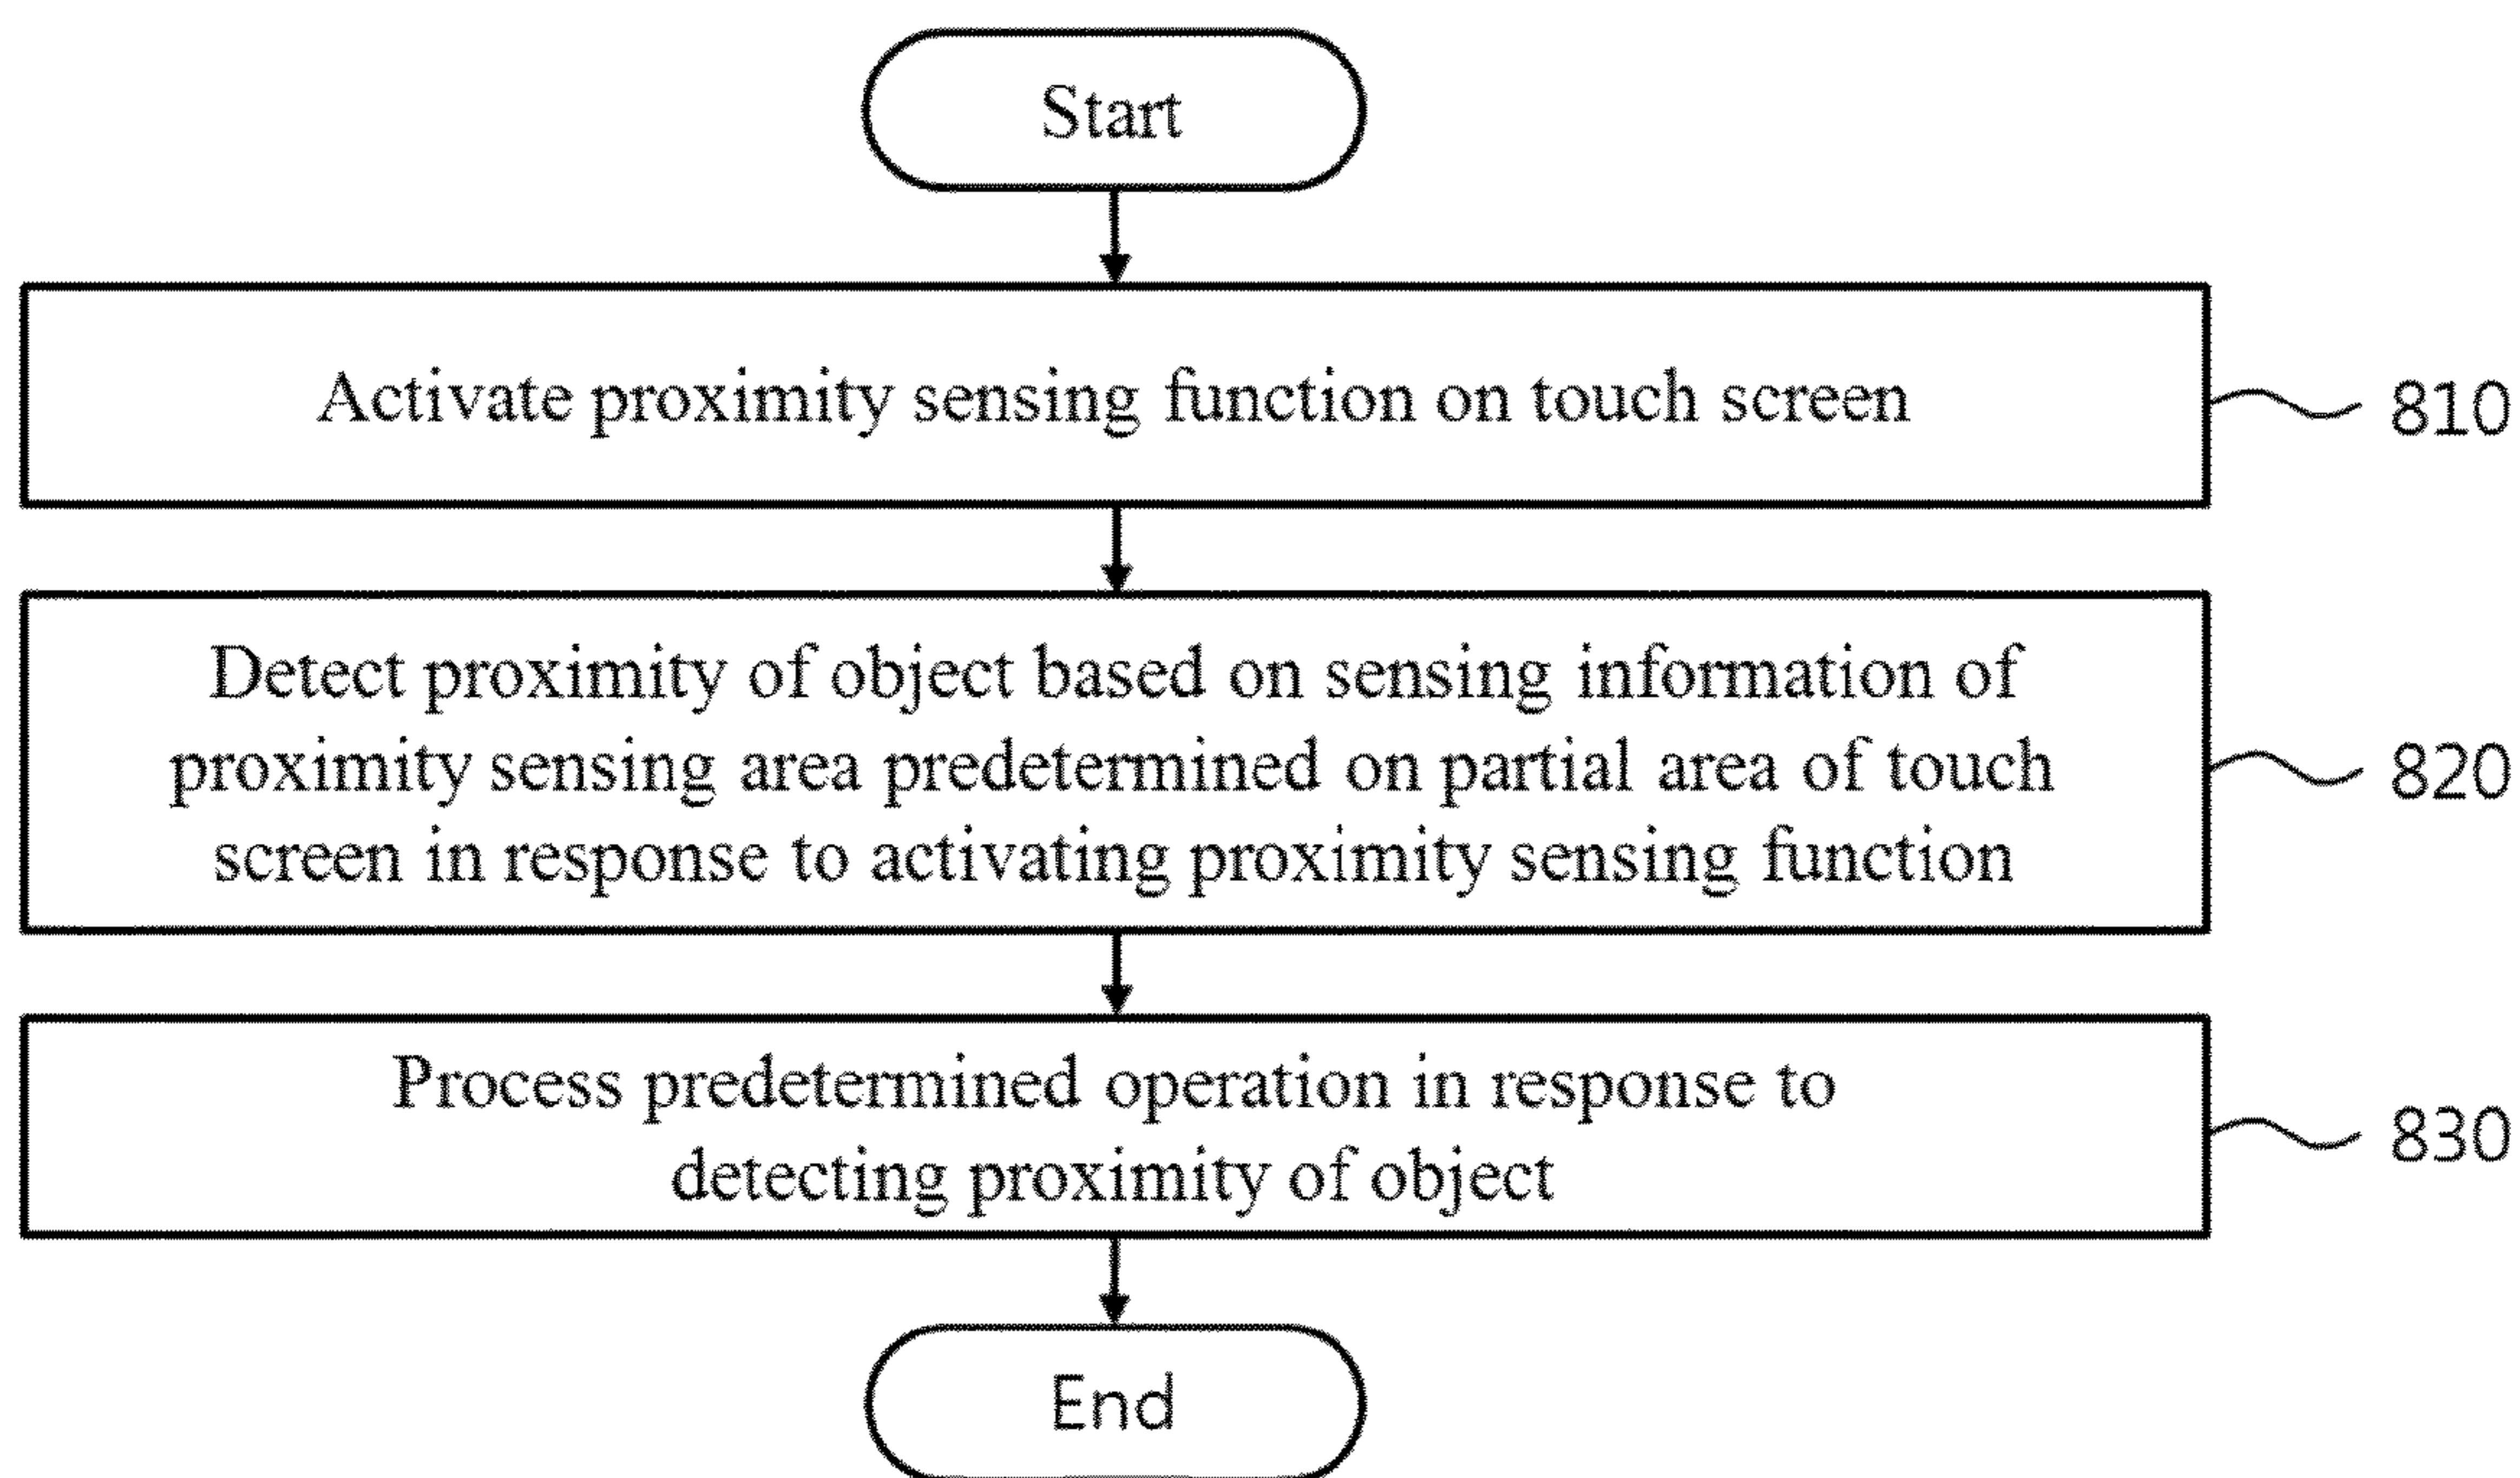 Start
Activate proximity sensing function on touch screen
810
Detect proximity of object based on sensing information of
proximity sensing area predetermined on partial area of touch
screen in response to activating proximity sensing function
820
Process predetermined operation in response to
detecting proximity of object
830
End